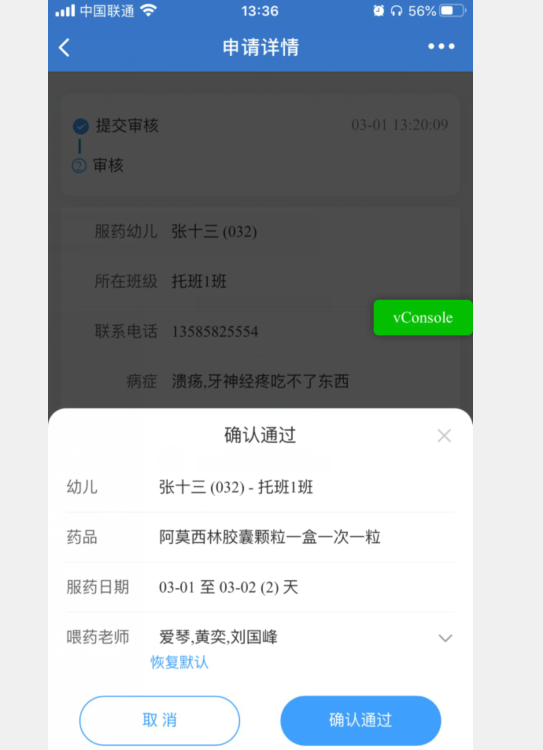 中国联通 13:36 56%
申请详情
提交审核 03-01 13:20:09
2 审核
服药幼儿 张十三 (032)
所在班级 托班1班
vConsole
联系电话 13585825554
病症 溃疡,牙神经疼吃不了东西
确认通过
幼儿 张十三 (032) - 托班1班
药品 阿莫西林胶囊颗粒一盒一次一粒
服药日期 03-01 至 03-02 (2) 天
喂药老师 爱琴,黄奕,刘国峰
恢复默认
取消 确认通过